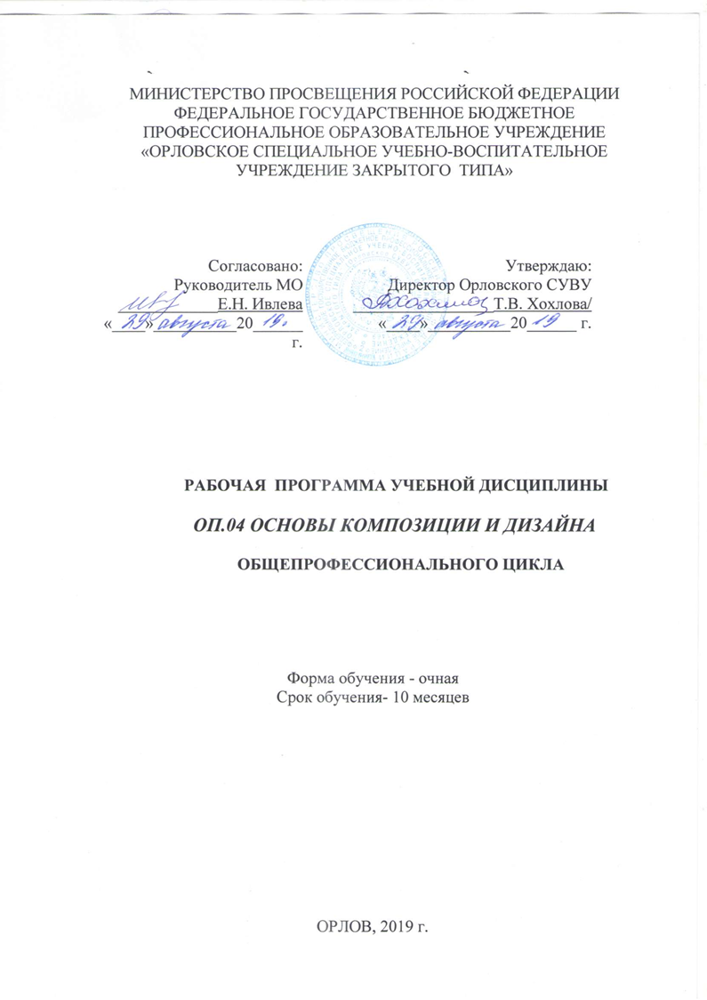 МИНИСТЕРСТВО ПРОСВЕЩЕНИЯ РОССИЙСКОЙ ФЕДЕРАЦИИ
ФЕДЕРАЛЬНОЕ ГОСУДАРСТВЕННОЕ БЮДЖЕТНОЕ
ПРОФЕССИОНАЛЬНОЕ ОБРАЗОВАТЕЛЬНОЕ УЧРЕЖДЕНИЕ
«ОРЛОВСКОЕ СПЕЦИАЛЬНОЕ УЧЕБНО-ВОСПИТАТЕЛЬНОЕ
УЧРЕЖДЕНИЕ ЗАКРЫТОГО ТИПА»
Согласовано:
Руководитель МО
Е.Н. Ивлева
« 29 » августа 20 19
г.
Утверждаю:
Директор Орловского СУВУ
Т.В. Хохлова/
« 29 » августа 20 19 г.
РАБОЧАЯ ПРОГРАММА УЧЕБНОЙ ДИСЦИПЛИНЫ
ОП.04 ОСНОВЫ КОМПОЗИЦИИ И ДИЗАЙНА
ОБЩЕПРОФЕССИОНАЛЬНОГО ЦИКЛА
Форма обучения - очная
Срок обучения- 10 месяцев
ОРЛОВ, 2019 г.